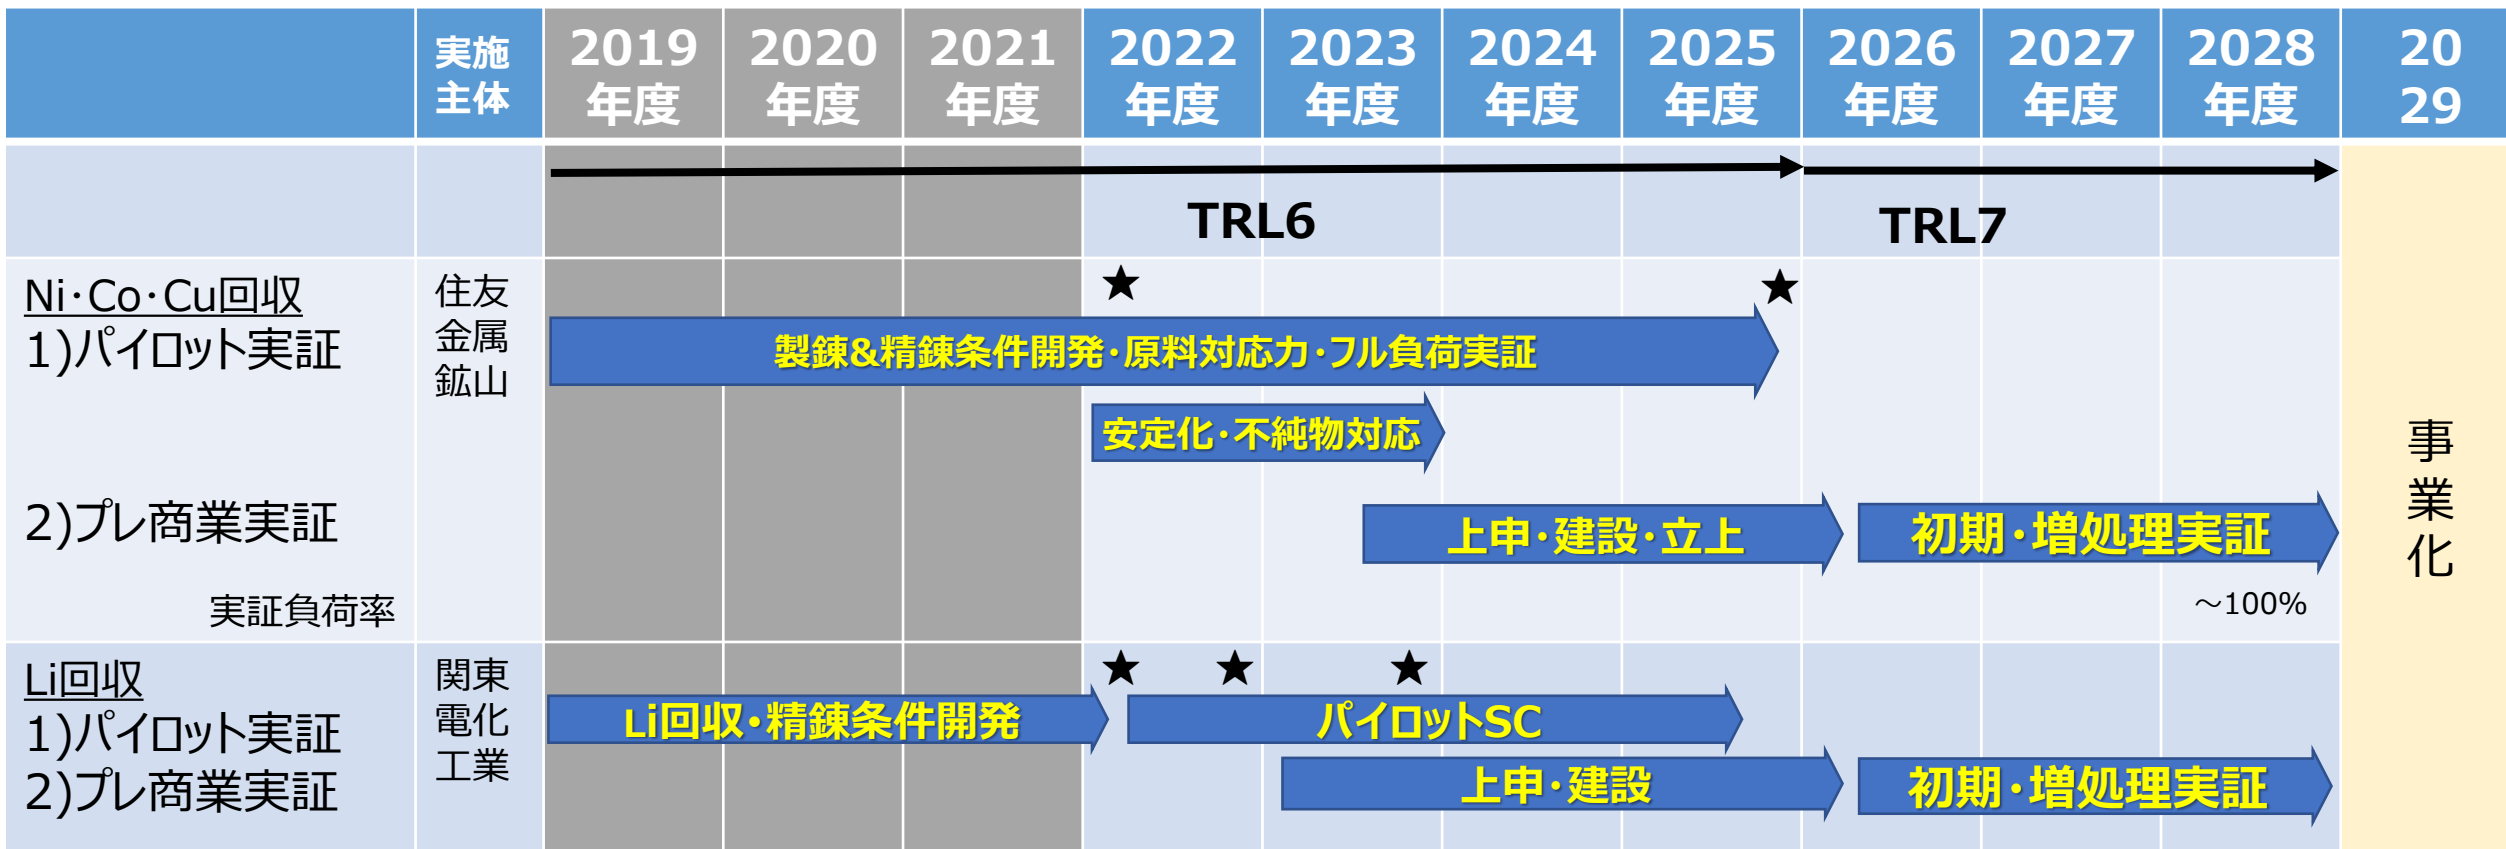 実施
主体
2019
年度
2020
年度
2021
年度
2022
年度
2023
年度
2024
年度
2025
年度
2026
年度
2027
年度
2028
年度
20
29
TRL6
TRL7
Ni･Co･Cu回収
1)パイロット実証
2)プレ商業実証
実証負荷率
住友
金属
鉱山
★
★
製錬&精錬条件開発･原料対応力･フル負荷実証
安定化･不純物対応
上申･建設･立上
初期･増処理実証
～100%
Li回収
1)パイロット実証
2)プレ商業実証
関東
電化
工業
★
★
★
Li回収･精錬条件開発
パイロットSC
上申･建設
初期･増処理実証
事
業
化